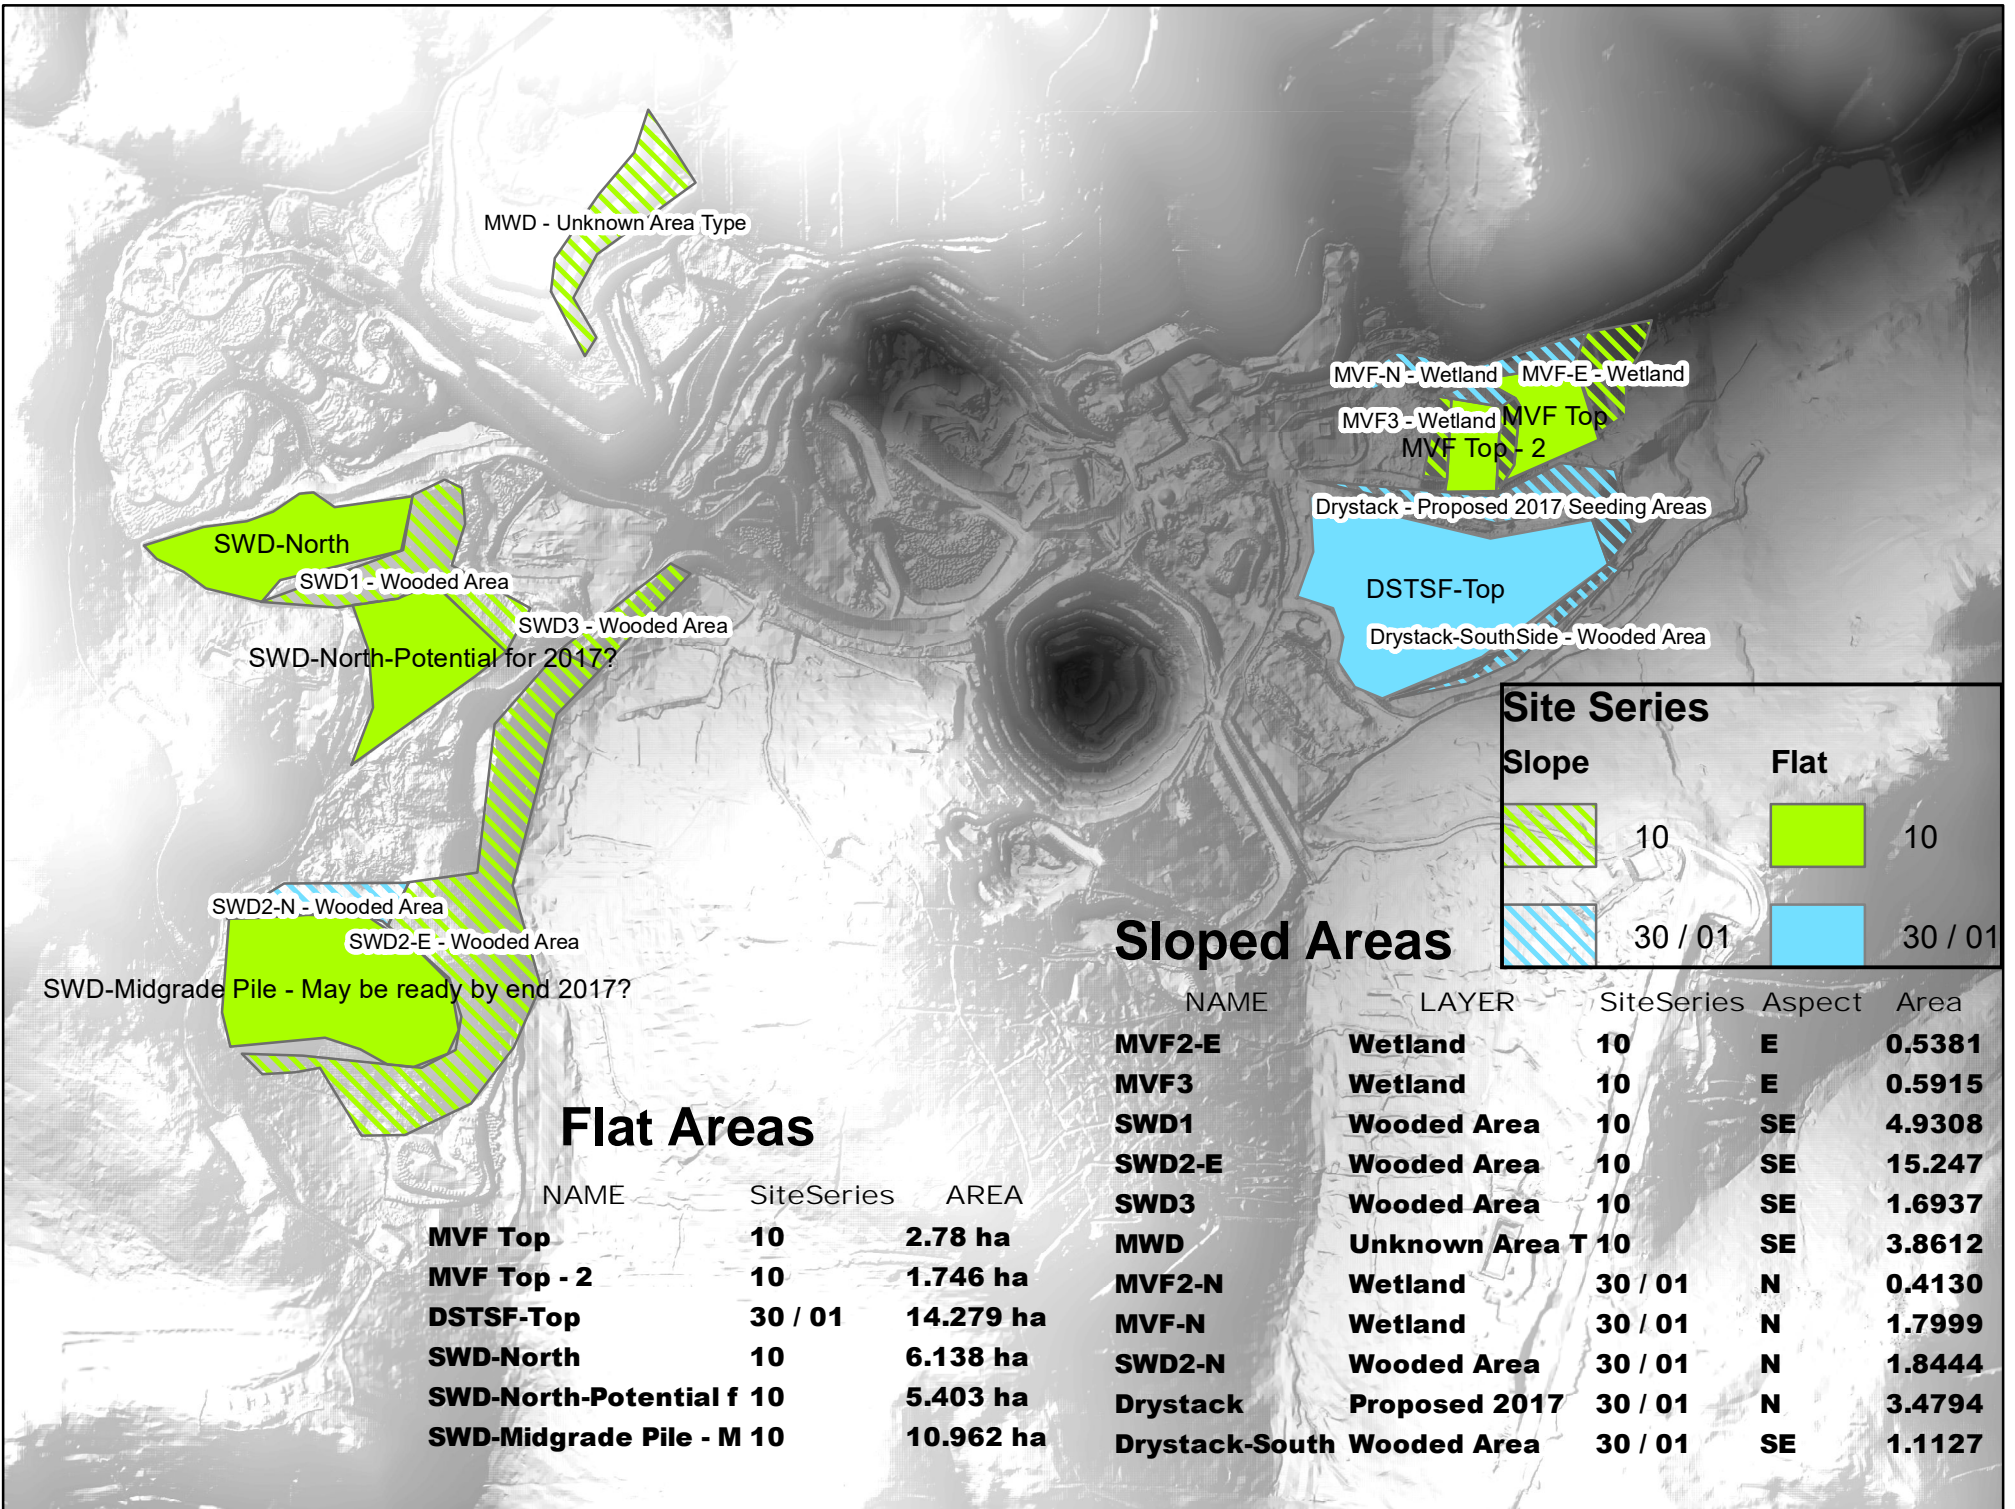 MWD - Unknown Area Type
MVF-N - Wetland
MVF-E - Wetland
MVF3 - Wetland
MVF Top
MVF Top - 2
Drystack - Proposed 2017 Seeding Areas
SWD-North
SWD1 - Wooded Area
DSTSF-Top
SWD3 - Wooded Area
Drystack-SouthSide - Wooded Area
SWD-North-Potential for 2017?
Site Series
Slope Flat
10 10
30 / 01 30 / 01
SWD2-N - Wooded Area
SWD2-E - Wooded Area
SWD-Midgrade Pile - May be ready by end 2017?
Sloped Areas
NAME LAYER SiteSeries Aspect Area
MVF2-E Wetland 10 E 0.5381
MVF3 Wetland 10 E 0.5915
SWD1 Wooded Area 10 SE 4.9308
SWD2-E Wooded Area 10 SE 15.247
SWD3 Wooded Area 10 SE 1.6937
MWD Unknown Area T 10 SE 3.8612
MVF2-N Wetland 30 / 01 N 0.4130
MVF-N Wetland 30 / 01 N 1.7999
SWD2-N Wooded Area 30 / 01 N 1.8444
Drystack Proposed 2017 30 / 01 N 3.4794
Drystack-South Wooded Area 30 / 01 SE 1.1127
Flat Areas
NAME SiteSeries AREA
MVF Top 10 2.78 ha
MVF Top - 2 10 1.746 ha
DSTSF-Top 30 / 01 14.279 ha
SWD-North 10 6.138 ha
SWD-North-Potential f 10 5.403 ha
SWD-Midgrade Pile - M 10 10.962 ha